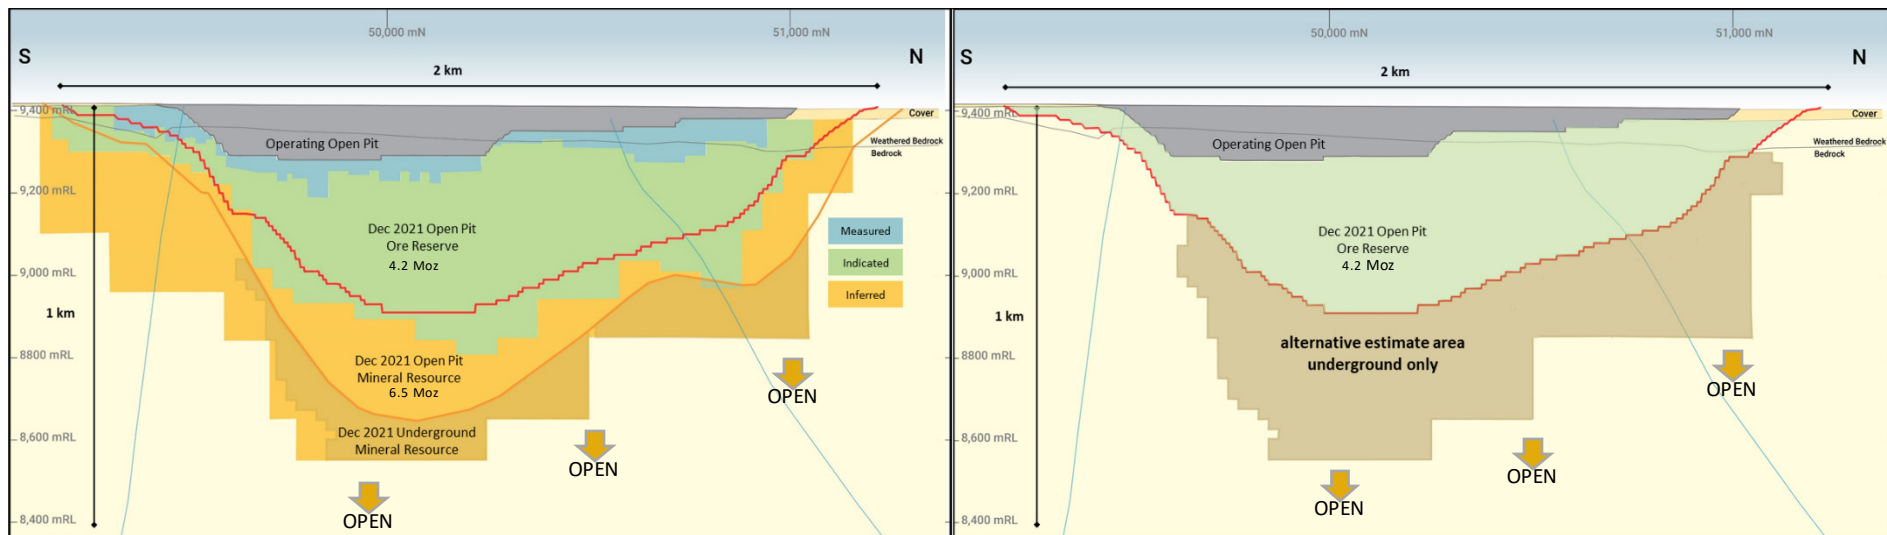 50,000 mN
51,000 mN
S
N
2 km
9,400 mRL
Cover
Operating Open Pit
Weathered Bedrock
Bedrock
9,200 mRL
Dec 2021 Open Pit
Ore Reserve
4.2 Moz
Measured
Indicated
Inferred
9,000 mRL
1 km
8800 mRL
Dec 2021 Open Pit
Mineral Resource
6.5 Moz
OPEN
8,600 mRL
Dec 2021 Underground
Mineral Resource
OPEN
OPEN
8,400 mRL
50,000 mN
51,000 mN
S
N
2 km
9,400 mRL
Cover
Operating Open Pit
Weathered Bedrock
Bedrock
9,200 mRL
Dec 2021 Open Pit
Ore Reserve
4.2 Moz
9,000 mRL
1 km
alternative estimate area
underground only
8800 mRL
OPEN
8,600 mRL
OPEN
OPEN
8,400 mRL